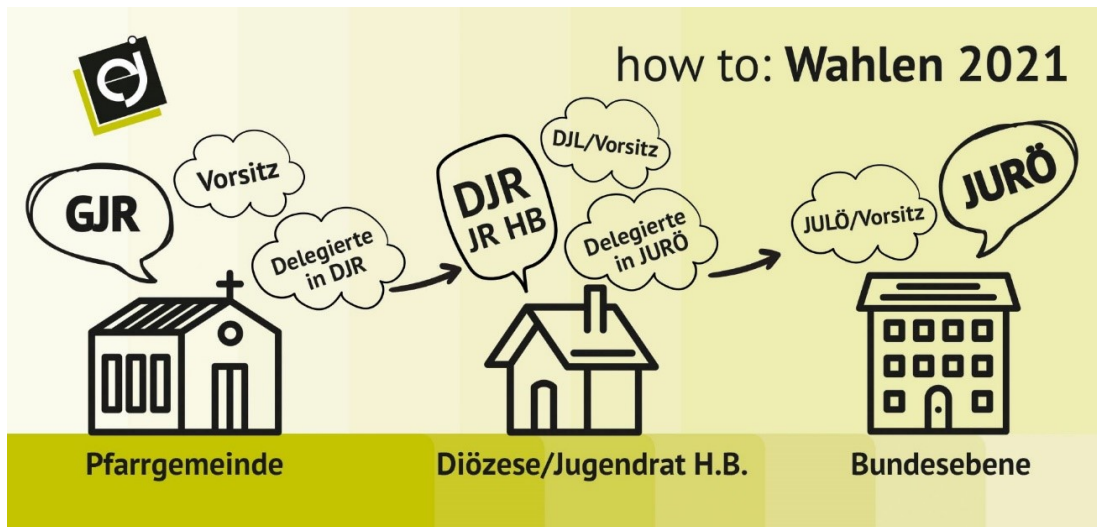 ej
how to: Wahlen 2021
GJR
Vorsitz
Delegierte
in DJR
DJR
JR HB
DJL/Vorsitz
Delegierte
in JURÖ
JULÖ/Vorsitz
JURÖ
Pfarrgemeinde
Diözese/Jugendrat H.B.
Bundesebene